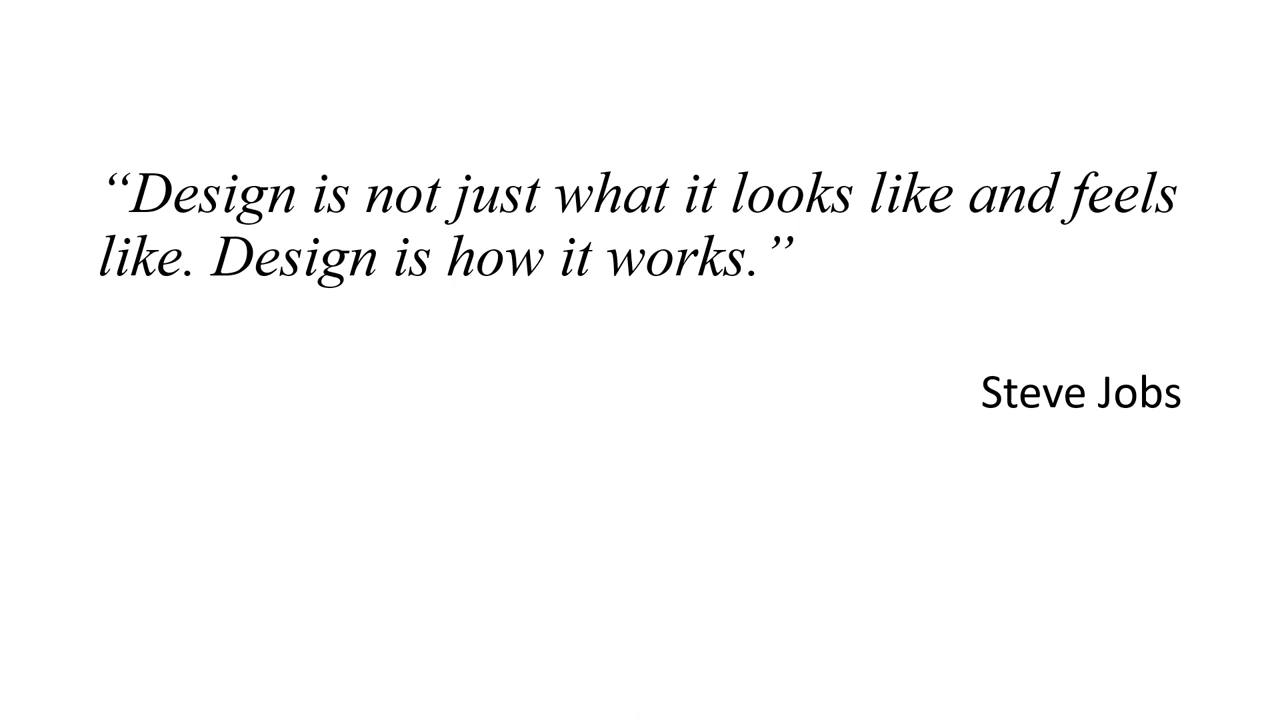 “Design is not just what it looks like and feels
like. Design is how it works.”
Steve Jobs